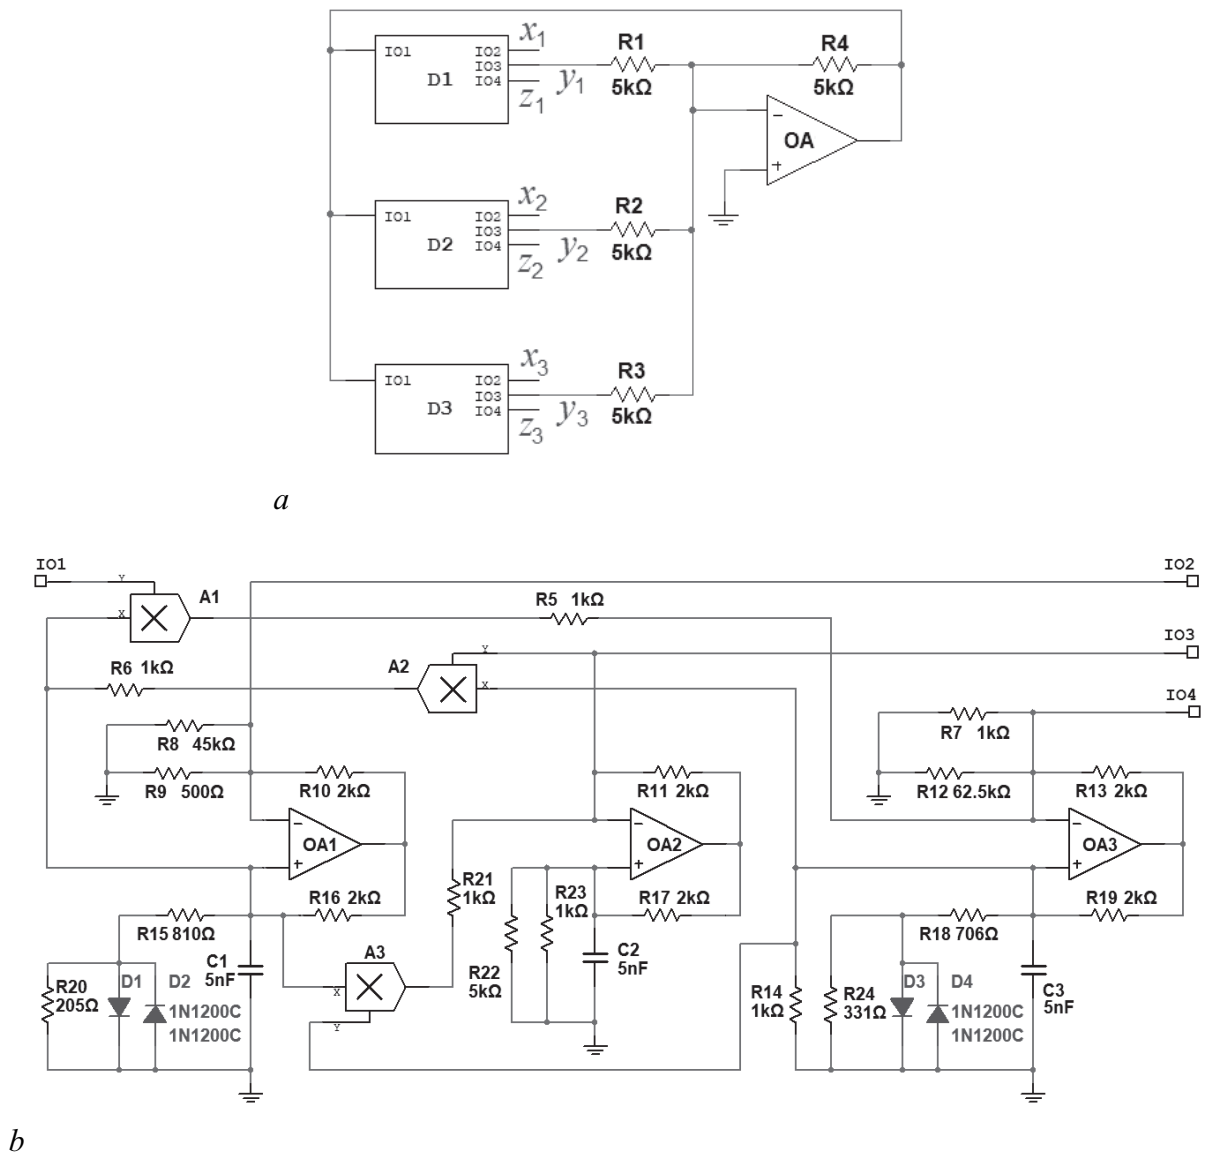 x1
IO1 IO2 R1 R4
IO3
D1 IO4
y1 5kΩ 5kΩ
z1
− OA
+
x2
IO1 IO2 R2
IO3
D2 IO4
y2 5kΩ
z2
x3
IO1 IO2 R3
IO3
D3 IO4
y3 5kΩ
z3
a
IO1 IO2
Y
A1 R5 1kΩ
X
IO3
R6 1kΩ A2 Y
X
IO4
R8 45kΩ R7 1kΩ
R9 500Ω R10 2kΩ R11 2kΩ R12 62.5kΩ R13 2kΩ
− − −
OA1 OA2 OA3
+ + +
R21 1kΩ
R23 1kΩ
R16 2kΩ R17 2kΩ R19 2kΩ
R15 810Ω R18 706Ω
A3
C1 5nF C2 5nF
R20 205Ω D1 D2 X R22 5kΩ R14 1kΩ R24 331Ω D3 D4 C3 5nF
1N1200C 1N1200C
Y
1N1200C 1N1200C
b